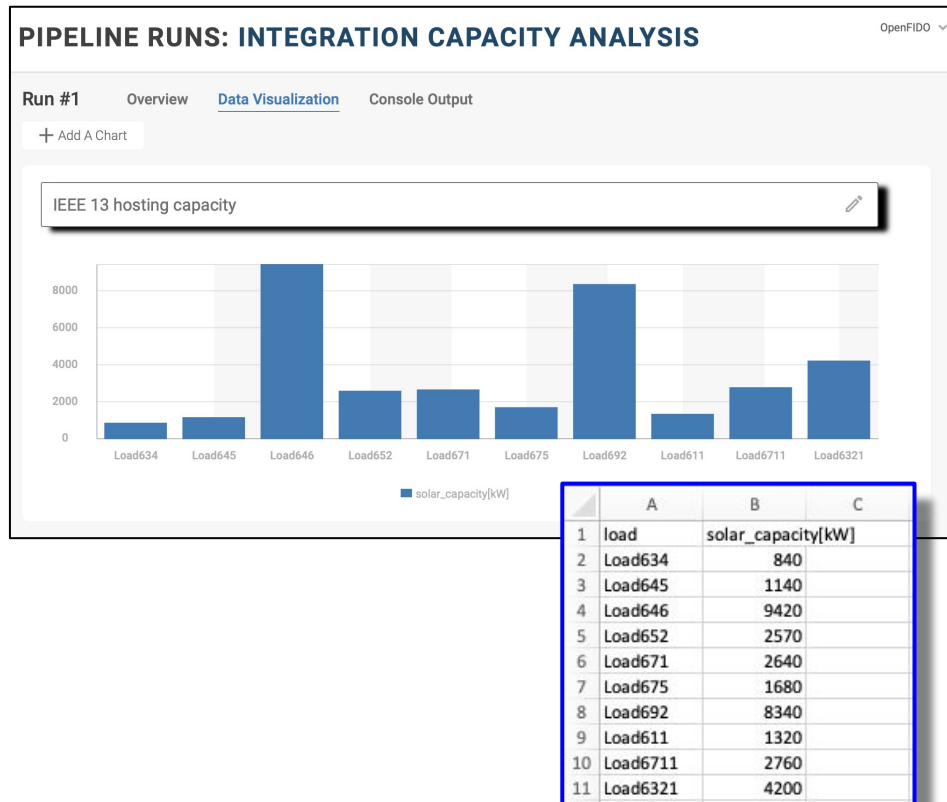 PIPELINE RUNS: INTEGRATION CAPACITY ANALYSIS
OpenFIDO
Run #1 Overview Data Visualization Console Output
+ Add A Chart
IEEE 13 hosting capacity
8000
6000
4000
2000
0
Load634 Load645 Load646 Load652 Load671 Load675 Load692 Load611 Load6711 Load6321
solar_capacity[kW]
A B C
1 load solar_capacity[kW]
2 Load634 840
3 Load645 1140
4 Load646 9420
5 Load652 2570
6 Load671 2640
7 Load675 1680
8 Load692 8340
9 Load611 1320
10 Load6711 2760
11 Load6321 4200